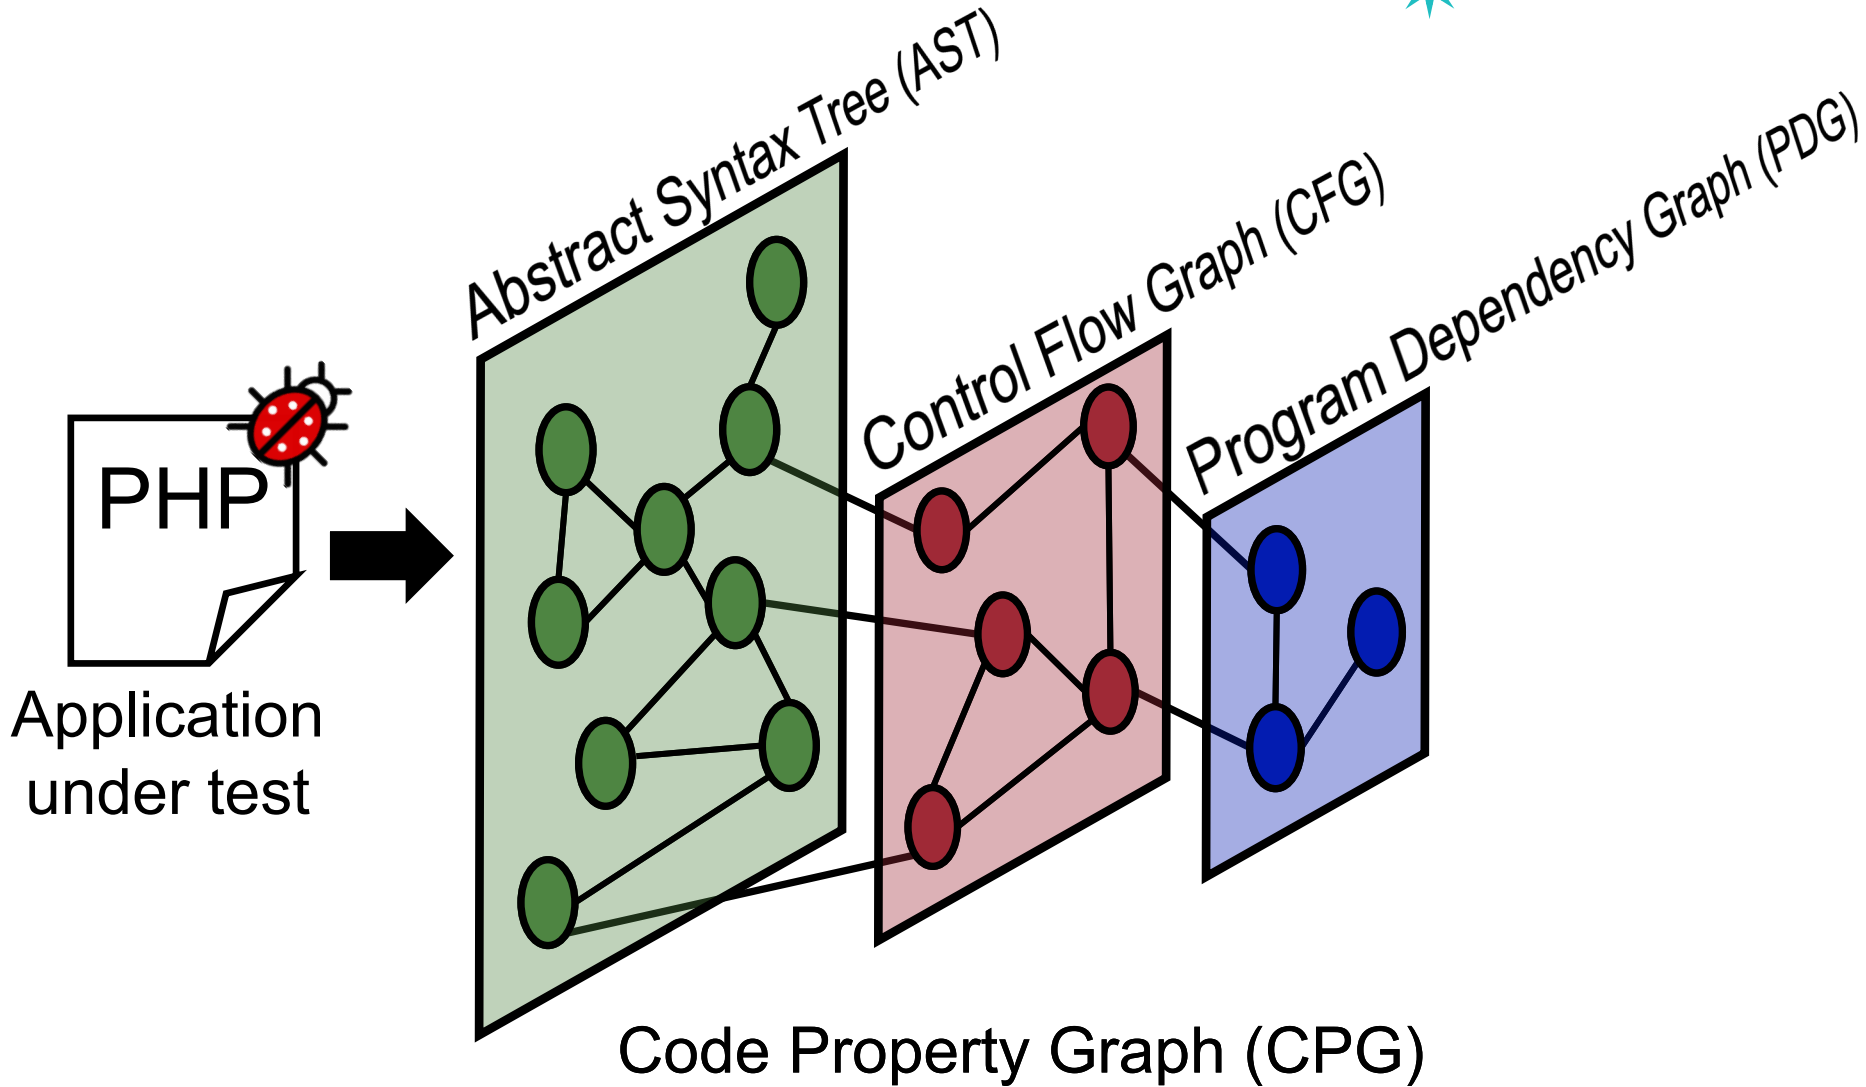 PHP
Application
under test
Abstract Syntax Tree (AST)
Control Flow Graph (CFG)
Program Dependency Graph (PDG)
Code Property Graph (CPG)